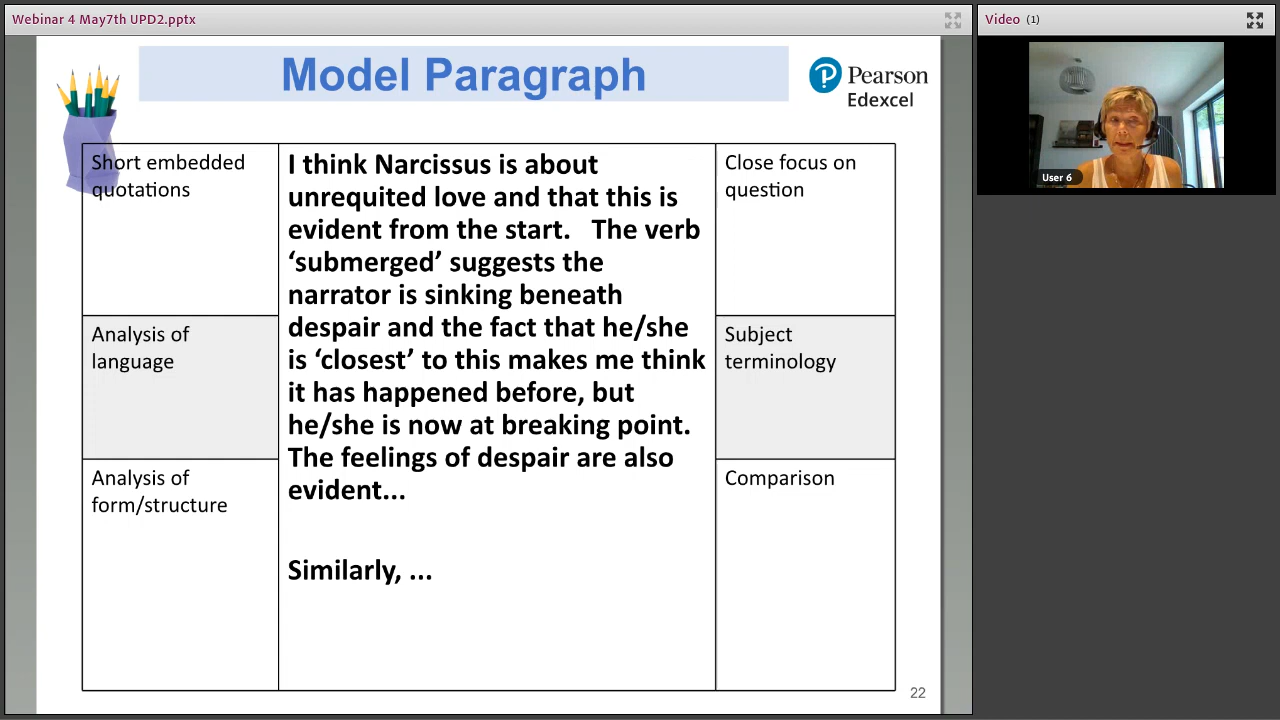 Webinar 4 May7th UPD2.pptx
Video (1)
Model Paragraph
Pearson
Edexcel
Short embedded
quotations
I think Narcissus is about
unrequited love and that this is
evident from the start. The verb
‘submerged’ suggests the
narrator is sinking beneath
despair and the fact that he/she
is ‘closest’ to this makes me think
it has happened before, but
he/she is now at breaking point.
The feelings of despair are also
evident...
Similarly, ...
Close focus on
question
Analysis of
language
Subject
terminology
Analysis of
form/structure
Comparison
22
User 6